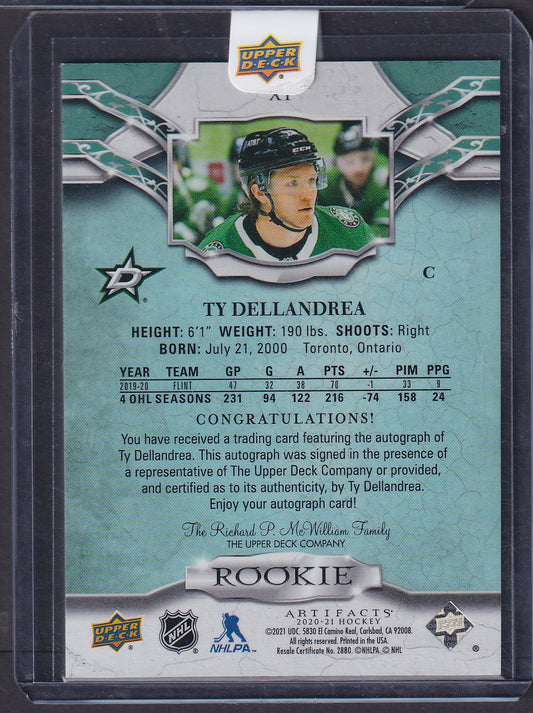 UPPER
D·E·C·K
®
XI
CCM
D
®
C
TY DELLANDREA
HEIGHT: 6'1" WEIGHT: 190 lbs. SHOOTS: Right
BORN: July 21, 2000 Toronto, Ontario
YEAR TEAM GP G A PTS +/- PIM PPG
2019-20 FLINT 47 32 38 70 -1 33 9
4 OHL SEASONS 231 94 122 216 -74 158 24
CONGRATULATIONS!
You have received a trading card featuring the autograph of
Ty Dellandrea. This autograph was signed in the presence of
a representative of The Upper Deck Company or provided,
and certified as to its authenticity, by Ty Dellandrea.
Enjoy your autograph card!
The Richard P. McWilliam Family
THE UPPER DECK COMPANY
ROOKIE
UPPER
D·E·C·K
NHL
NHLPA
ARTIFACTS
2020-21 HOCKEY
©2021 UDC. 5830 El Camino Real, Carlsbad, CA 92008.
All rights reserved. Printed in the USA.
Resale Certificate No. 2880. ©NHLPA. © NHL
®